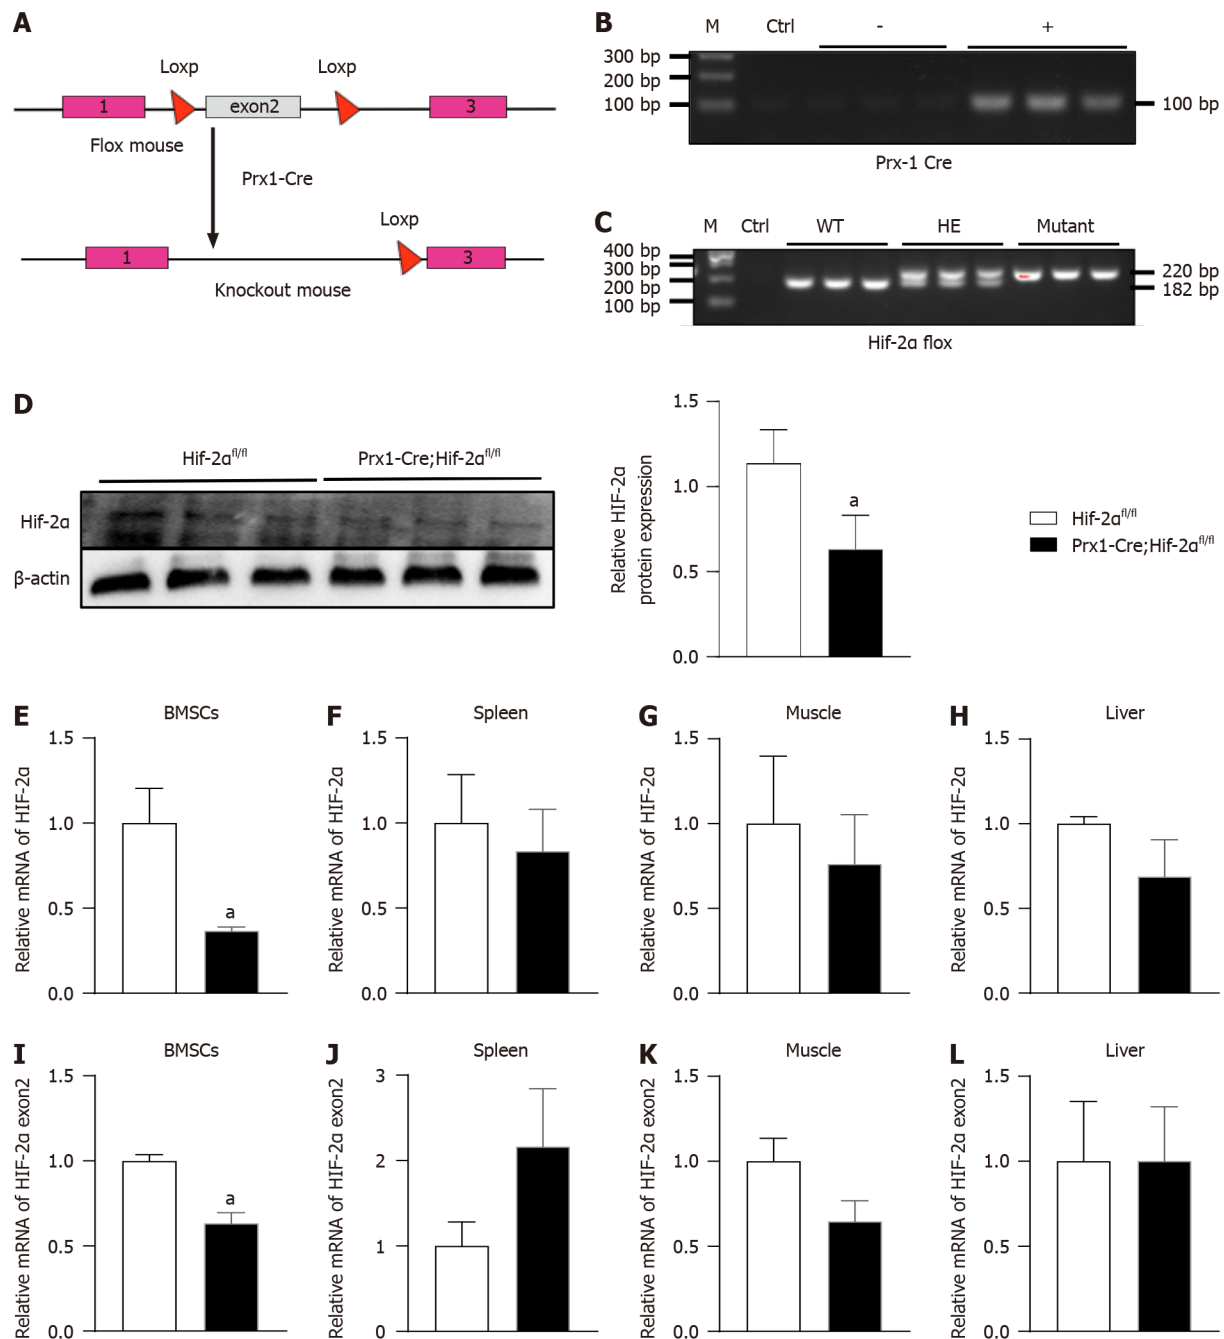 A
Loxp
Loxp
1
exon2
3
Flox mouse
Prx1-Cre
Loxp
1
3
Knockout mouse
B
M
Ctrl
-
+
300 bp
200 bp
100 bp
100 bp
Prx-1 Cre
C
M
Ctrl
WT
HE
Mutant
400 bp
300 bp
200 bp
100 bp
220 bp
182 bp
Hif-2α flox
D
Hif-2α^fl/fl
Prx1-Cre;Hif-2α^fl/fl
Hif-2α
β-actin
Relative HIF-2α
protein expression
1.5
1.0
0.5
0.0
a
Hif-2α^fl/fl
Prx1-Cre;Hif-2α^fl/fl
E
BMSCs
Relative mRNA of HIF-2α
1.5
1.0
0.5
0.0
a
F
Spleen
Relative mRNA of HIF-2α
1.5
1.0
0.5
0.0
G
Muscle
Relative mRNA of HIF-2α
1.5
1.0
0.5
0.0
H
Liver
Relative mRNA of HIF-2α
1.5
1.0
0.5
0.0
I
BMSCs
Relative mRNA of HIF-2α exon2
1.5
1.0
0.5
0.0
a
J
Spleen
Relative mRNA of HIF-2α exon2
3
2
1
0
K
Muscle
Relative mRNA of HIF-2α exon2
1.5
1.0
0.5
0.0
L
Liver
Relative mRNA of HIF-2α exon2
1.5
1.0
0.5
0.0